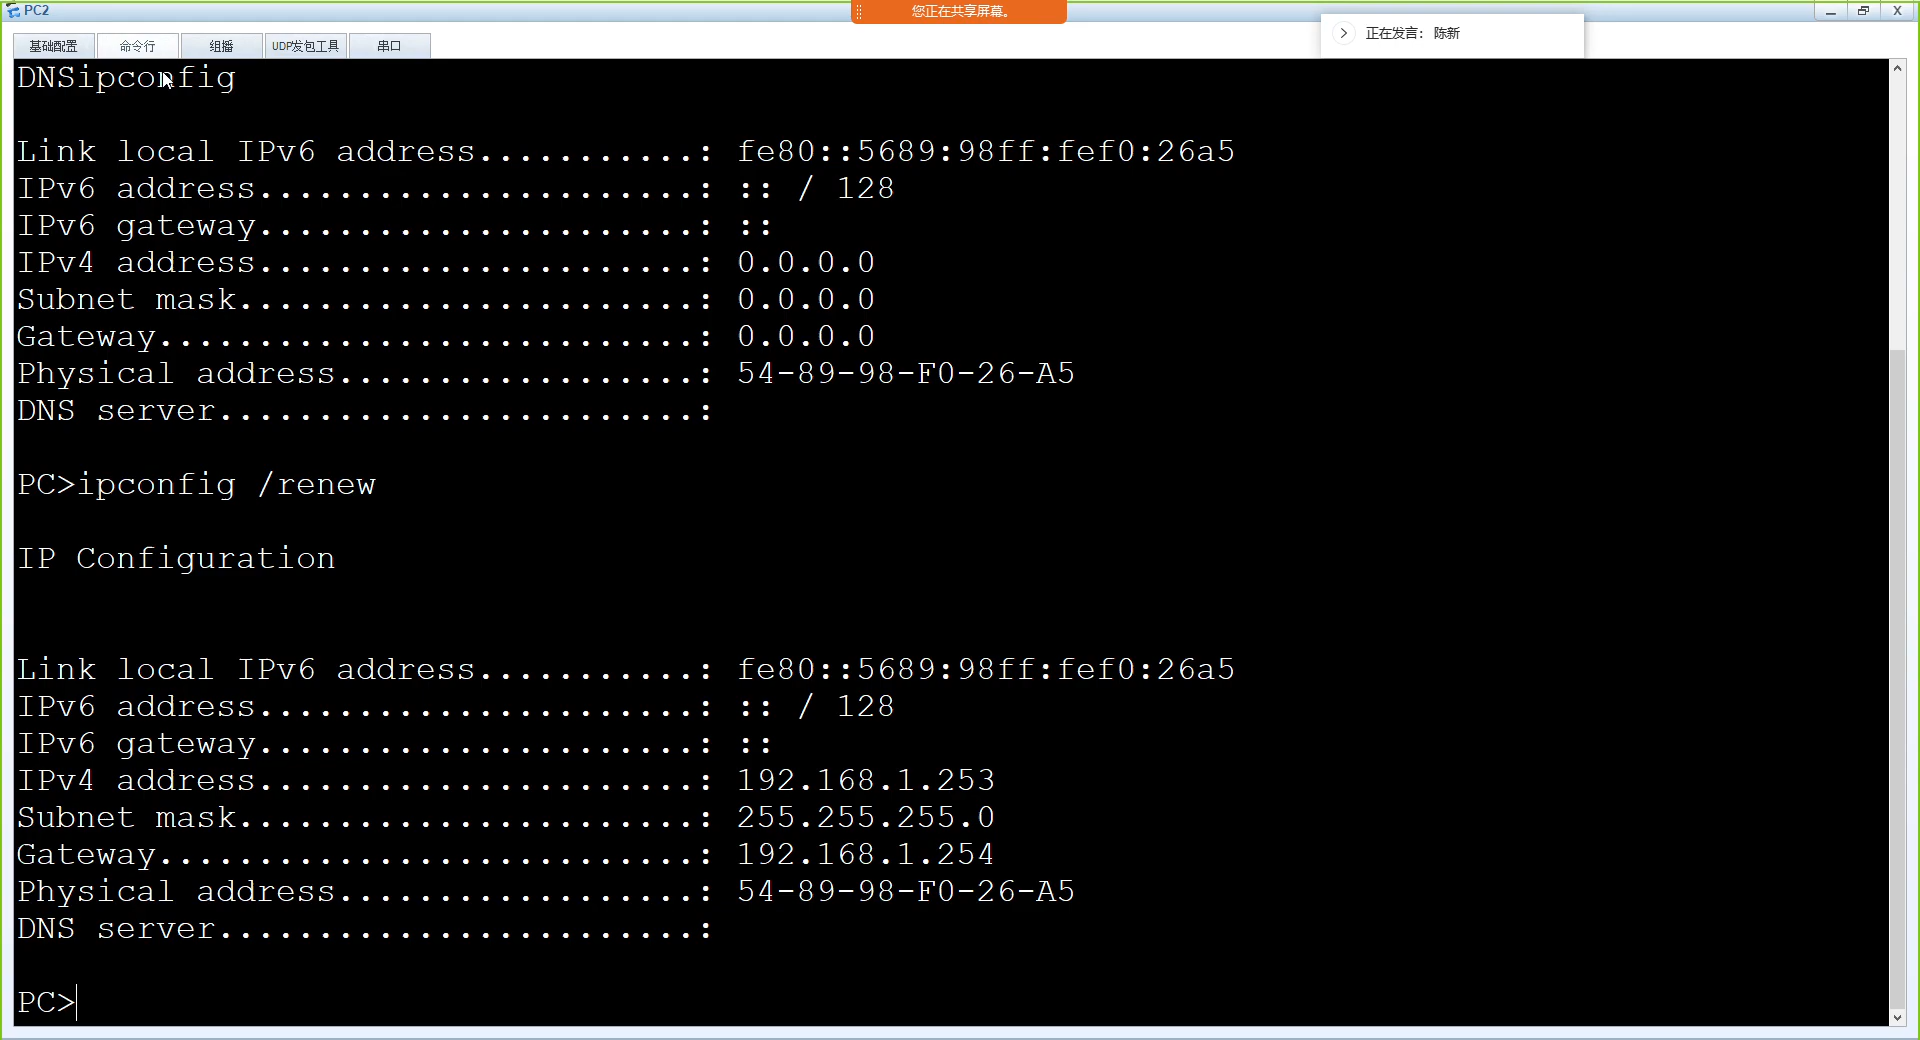 PC2
您正在共享屏幕。
正在发言: 陈新
基础配置 命令行 组播 UDP发包工具 串口
DNSipconfig
Link local IPv6 address...........: fe80::5689:98ff:fef0:26a5
IPv6 address......................: :: / 128
IPv6 gateway......................: ::
IPv4 address......................: 0.0.0.0
Subnet mask.......................: 0.0.0.0
Gateway...........................: 0.0.0.0
Physical address..................: 54-89-98-F0-26-A5
DNS server........................:
PC>ipconfig /renew
IP Configuration
Link local IPv6 address...........: fe80::5689:98ff:fef0:26a5
IPv6 address......................: :: / 128
IPv6 gateway......................: ::
IPv4 address......................: 192.168.1.253
Subnet mask.......................: 255.255.255.0
Gateway...........................: 192.168.1.254
Physical address..................: 54-89-98-F0-26-A5
DNS server........................:
PC>